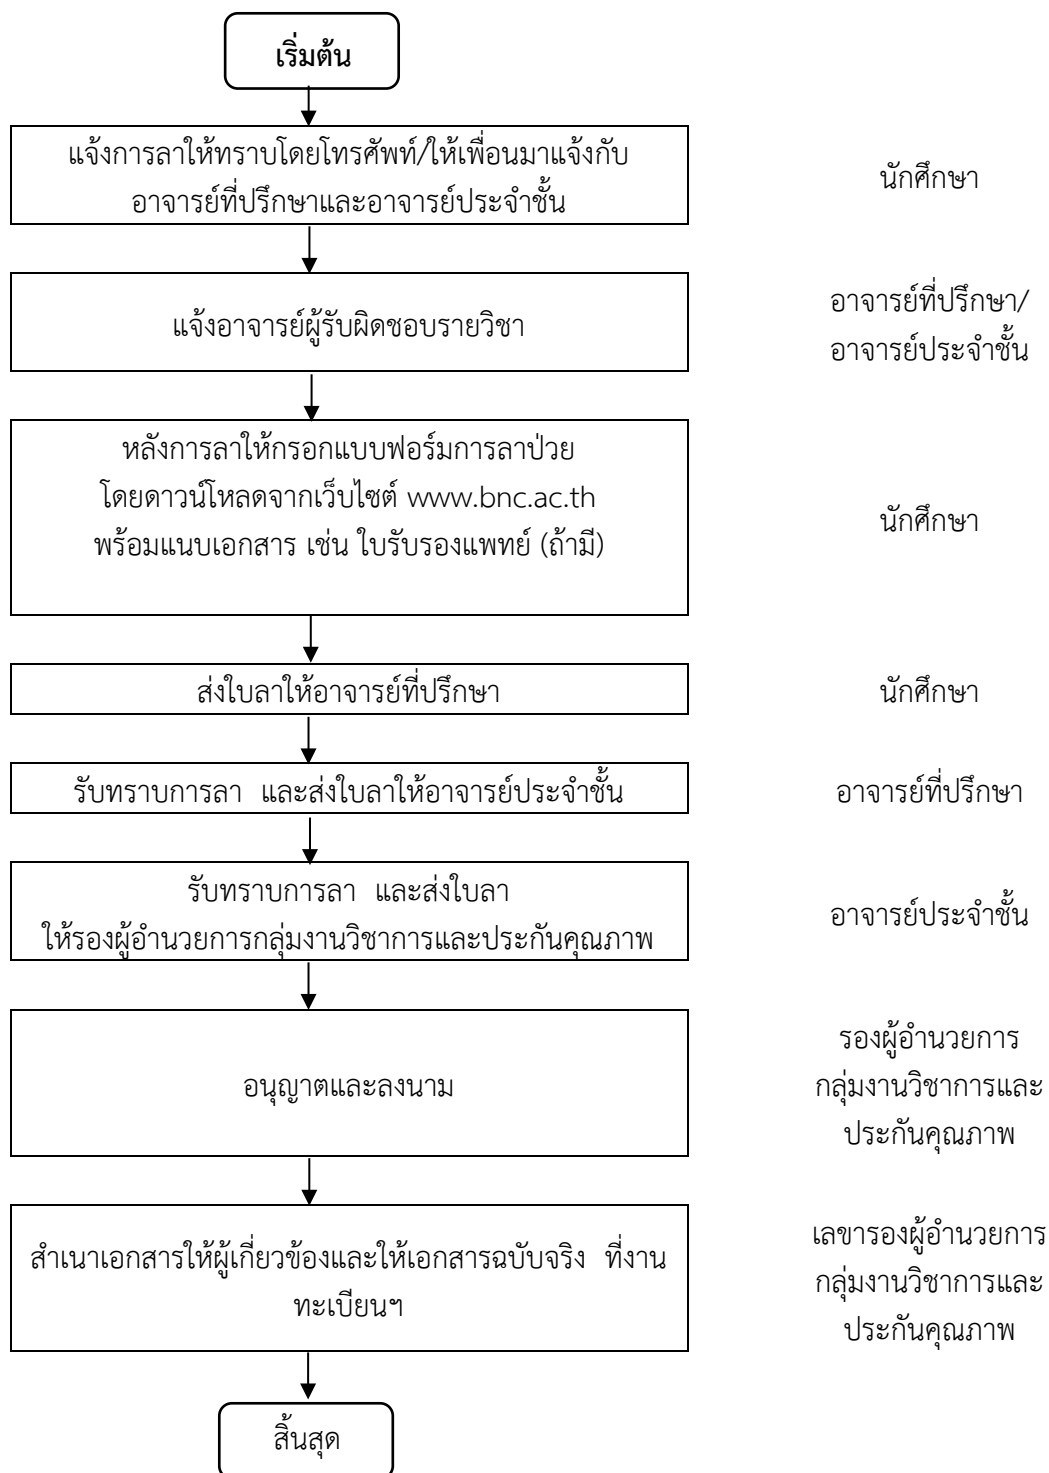 เริ่มต้น
แจ้งการลาให้ทราบโดยโทรศัพท์/ให้เพื่อนมาแจ้งกับ
อาจารย์ที่ปรึกษาและอาจารย์ประจำชั้น
นักศึกษา
แจ้งอาจารย์ผู้รับผิดชอบรายวิชา
อาจารย์ที่ปรึกษา/
อาจารย์ประจำชั้น
หลังการลาให้กรอกแบบฟอร์มการลาป่วย
โดยดาวน์โหลดจากเว็บไซต์ www.bnc.ac.th
พร้อมแนบเอกสาร เช่น ใบรับรองแพทย์ (ถ้ามี)
นักศึกษา
ส่งใบลาให้อาจารย์ที่ปรึกษา
นักศึกษา
รับทราบการลา และส่งใบลาให้อาจารย์ประจำชั้น
อาจารย์ที่ปรึกษา
รับทราบการลา และส่งใบลา
ให้รองผู้อำนวยการกลุ่มงานวิชาการและประกันคุณภาพ
อาจารย์ประจำชั้น
อนุญาตและลงนาม
รองผู้อำนวยการ
กลุ่มงานวิชาการและ
ประกันคุณภาพ
สำเนาเอกสารให้ผู้เกี่ยวข้องและให้เอกสารฉบับจริง ที่งาน
ทะเบียนฯ
เลขารองผู้อำนวยการ
กลุ่มงานวิชาการและ
ประกันคุณภาพ
สิ้นสุด